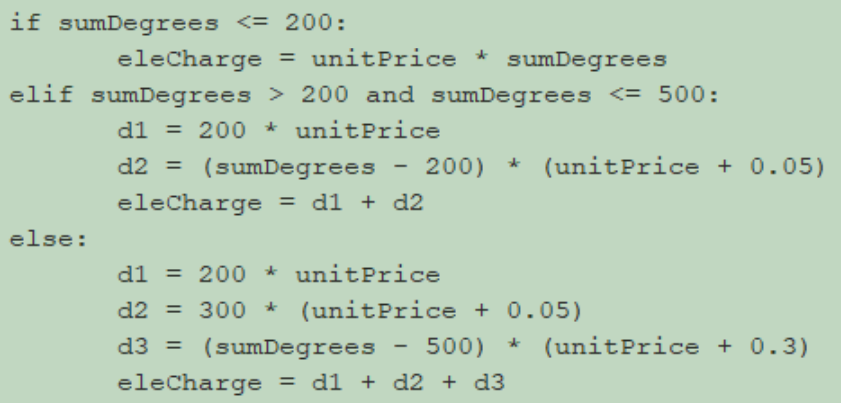 if sumDegrees <= 200:
        eleCharge = unitPrice * sumDegrees
elif sumDegrees > 200 and sumDegrees <= 500:
        d1 = 200 * unitPrice
        d2 = (sumDegrees - 200) * (unitPrice + 0.05)
        eleCharge = d1 + d2
else:
        d1 = 200 * unitPrice
        d2 = 300 * (unitPrice + 0.05)
        d3 = (sumDegrees - 500) * (unitPrice + 0.3)
        eleCharge = d1 + d2 + d3